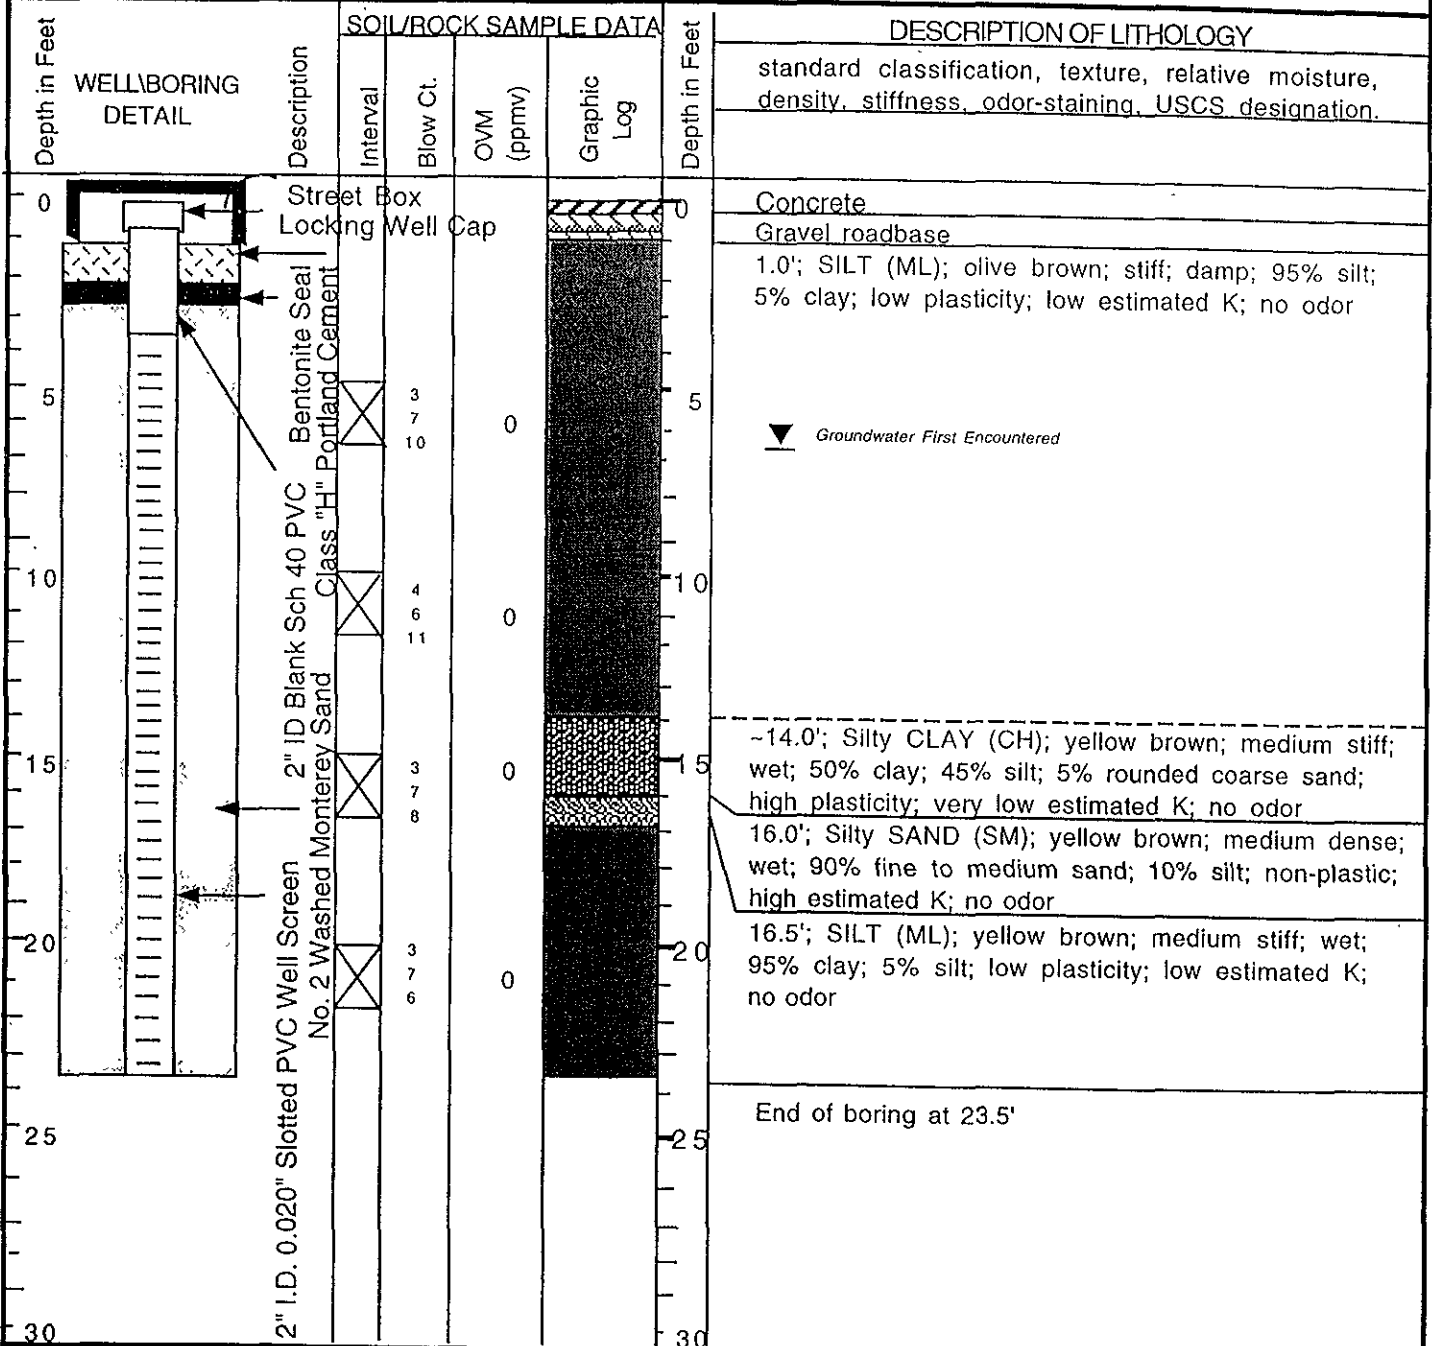 SOIL/ROCK SAMPLE DATA
DESCRIPTION OF LITHOLOGY
Depth in Feet
WELL\BORING
DETAIL
Description
Interval
Blow Ct.
OVM
(ppmv)
Graphic
Log
Depth in Feet
standard classification, texture, relative moisture,
density, stiffness, odor-staining, USCS designation.
0
Street Box
Locking Well Cap
0
Concrete
Gravel roadbase
1.0'; SILT (ML); olive brown; stiff; damp; 95% silt;
5% clay; low plasticity; low estimated K; no odor
Bentonite Seal
Class "H" Portland Cement
5
3
7
10
0
5
Groundwater First Encountered
2" ID Blank Sch 40 PVC
10
4
6
11
0
10
No. 2 Washed Monterey Sand
~14.0'; Silty CLAY (CH); yellow brown; medium stiff;
wet; 50% clay; 45% silt; 5% rounded coarse sand;
high plasticity; very low estimated K; no odor
15
3
7
8
0
15
16.0'; Silty SAND (SM); yellow brown; medium dense;
wet; 90% fine to medium sand; 10% silt; non-plastic;
high estimated K; no odor
2" I.D. 0.020" Slotted PVC Well Screen
16.5'; SILT (ML); yellow brown; medium stiff; wet;
95% clay; 5% silt; low plasticity; low estimated K;
no odor
20
3
7
6
0
20
End of boring at 23.5'
25
25
30
30